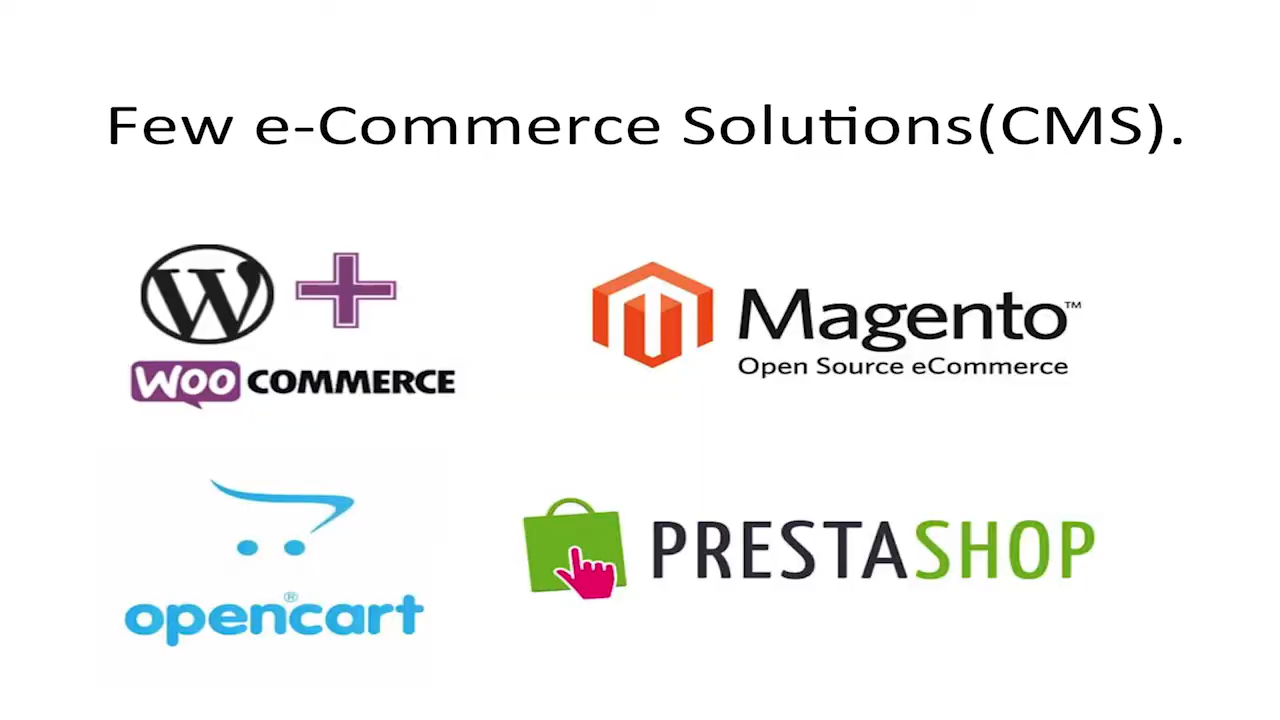 Few e-Commerce Solutions(CMS).
W
WOO COMMERCE
Magento™
Open Source eCommerce
opencart®
PRESTASHOP